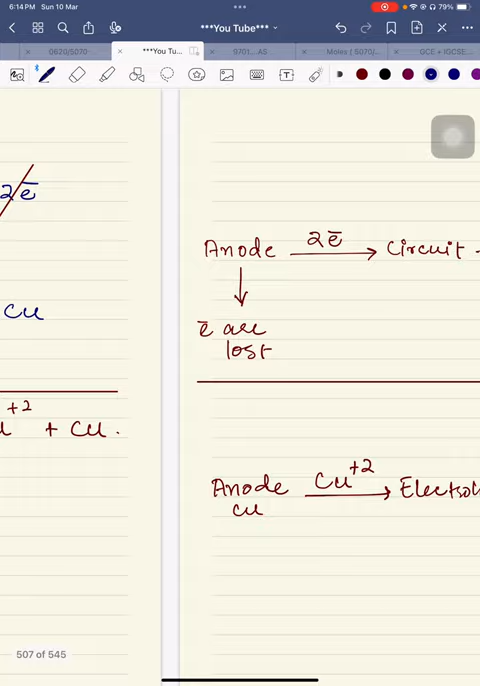 6:14 PM Sun 10 Mar
79%
***You Tube***
0620/5070-
***You Tu...
9701...AS
Moles ( 5070/
GCE + IGCSE
2e̅
Cu
+2
+ Cu.
Anode 2e̅ → Circuit
↓
e̅ are
lost
Anode Cu+2 →
Cu
507 of 545